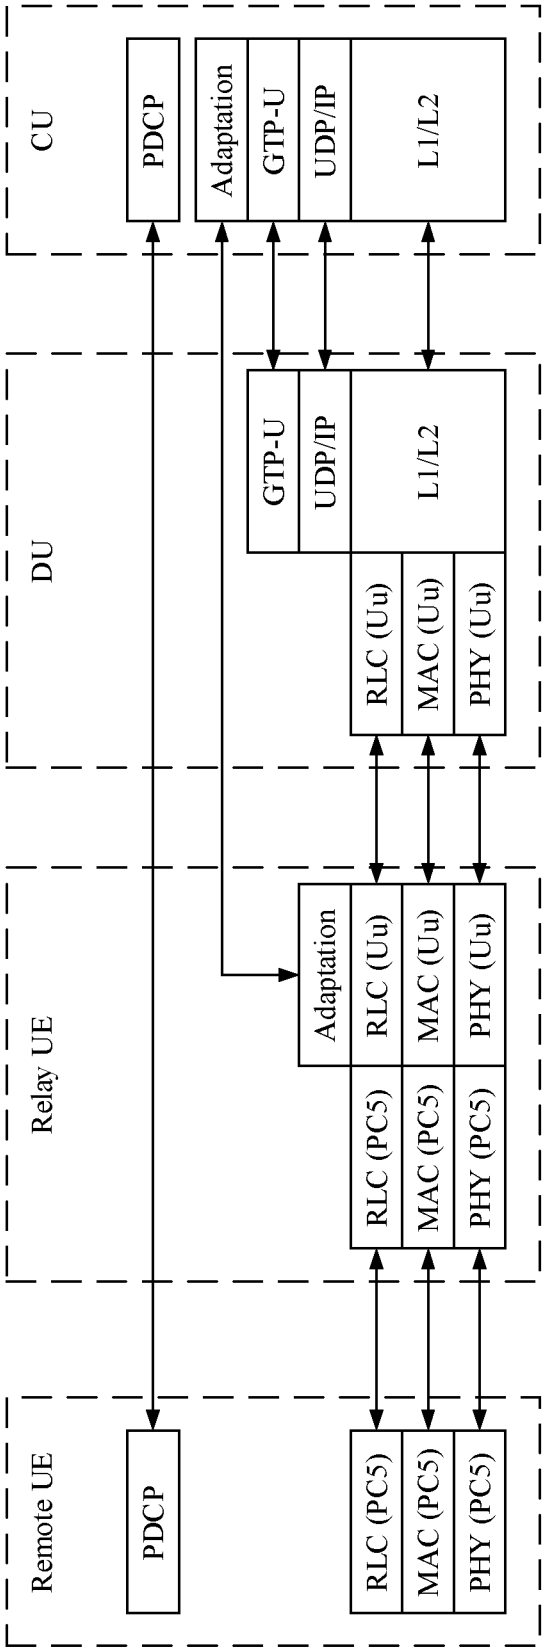 Remote UE
PDCP
RLC (PC5)
MAC (PC5)
PHY (PC5)
Relay UE
Adaptation
RLC (PC5)
RLC (Uu)
MAC (PC5)
MAC (Uu)
PHY (PC5)
PHY (Uu)
DU
GTP-U
UDP/IP
RLC (Uu)
MAC (Uu)
PHY (Uu)
L1/L2
CU
PDCP
Adaptation
GTP-U
UDP/IP
L1/L2